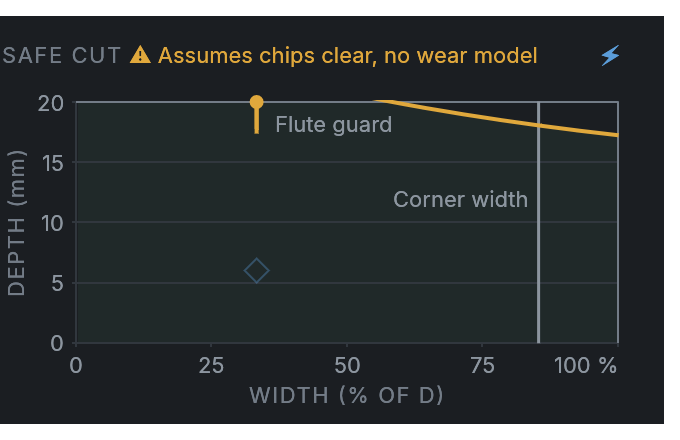 SAFE CUT ⚠ Assumes chips clear, no wear model
20
Flute guard
15
Corner width
10
5
0
DEPTH (mm)
0 25 50 75 100 %
WIDTH (% OF D)